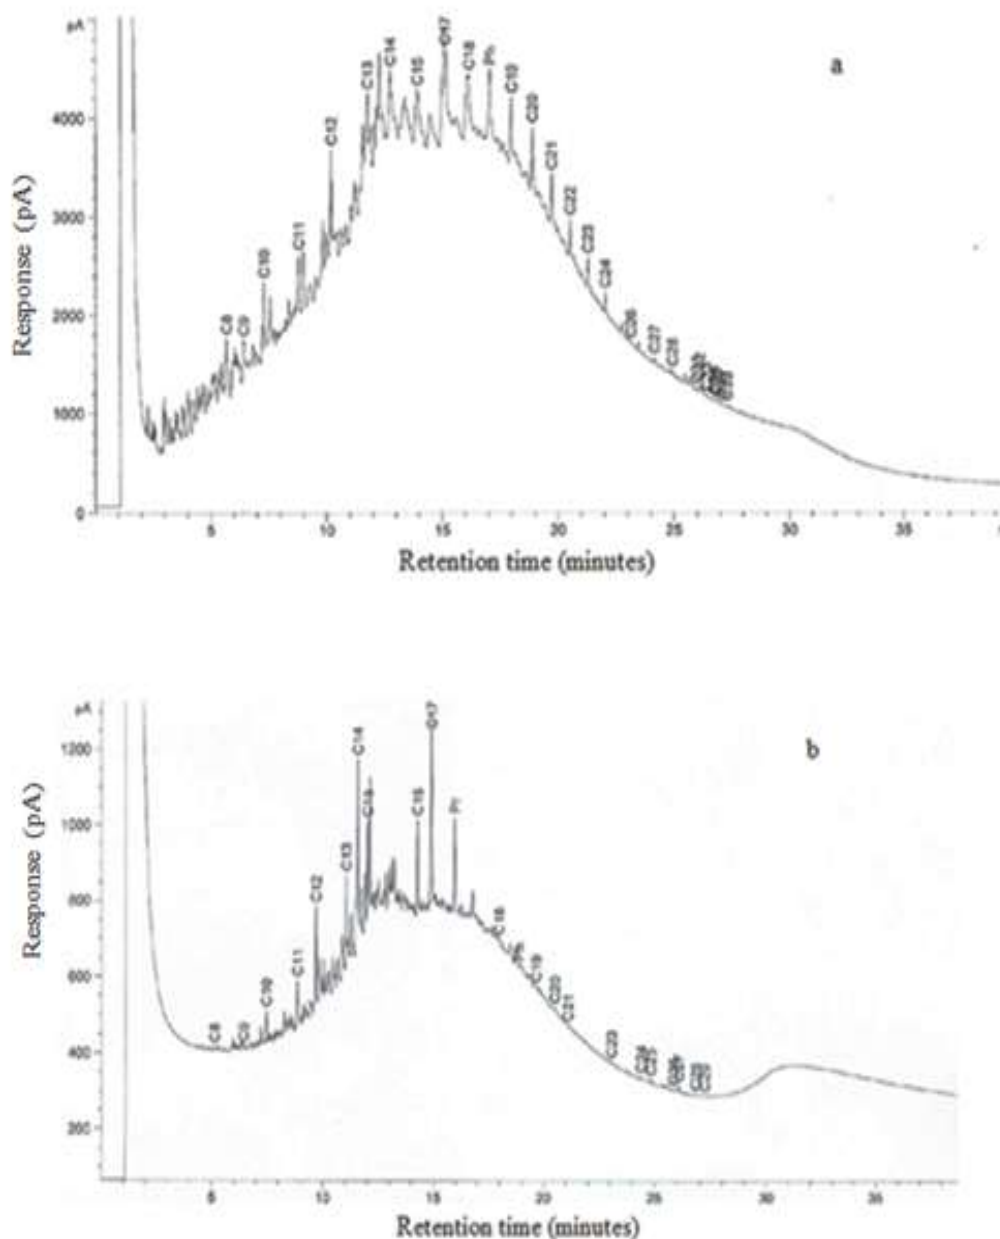 pA
a
4000
3000
2000
1000
0
C8
C9
C10
C11
C12
C13
C14
C15
C17
C18
Ph
C19
C20
C21
C22
C23
C24
C26
C27
C28
5
10
15
20
25
30
35
Response (pA)
Retention time (minutes)
pA
b
1200
1000
800
600
400
200
C8
C9
C10
C11
C12
C13
C14
C15
C17
Pr
C18
Ph
C19
C20
C21
C23
5
10
15
20
25
30
35
Response (pA)
Retention time (minutes)